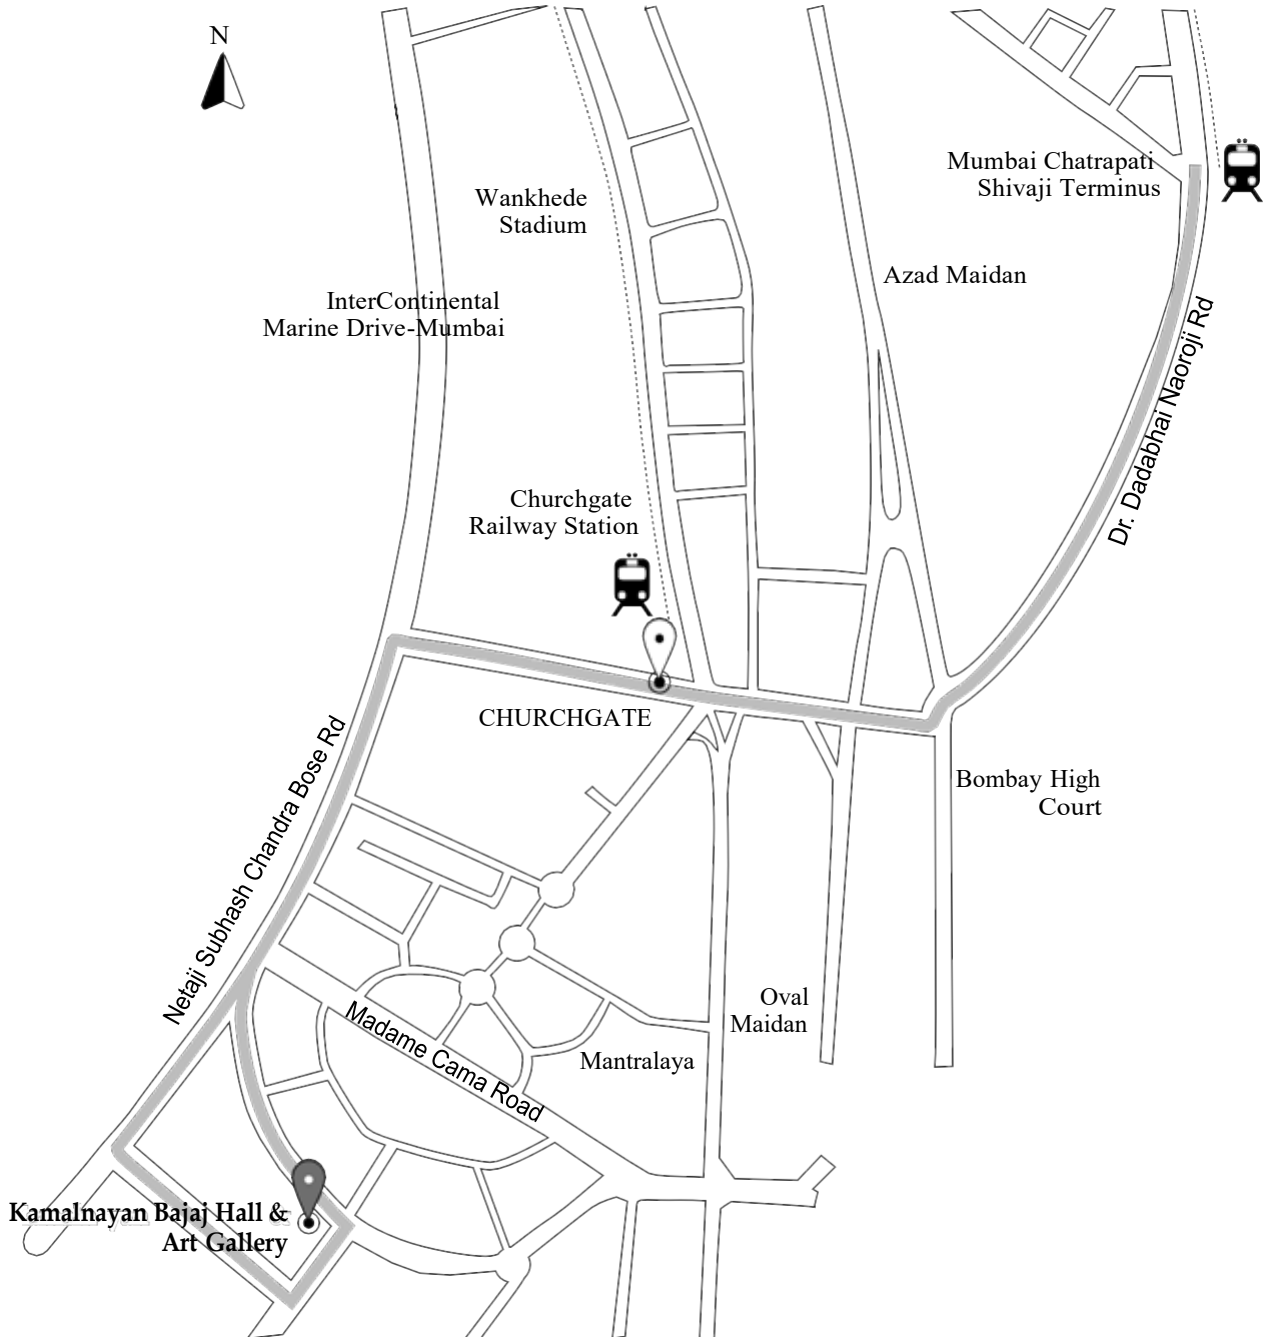 N
Mumbai Chatrapati
Shivaji Terminus
Wankhede
Stadium
Azad Maidan
InterContinental
Marine Drive-Mumbai
Dr. Dadabhai Naoroji Rd
Churchgate
Railway Station
CHURCHGATE
Netaji Subhash Chandra Bose Rd
Bombay High
Court
Oval
Maidan
Madame Cama Road
Mantralaya
Kamalnayan Bajaj Hall &
Art Gallery